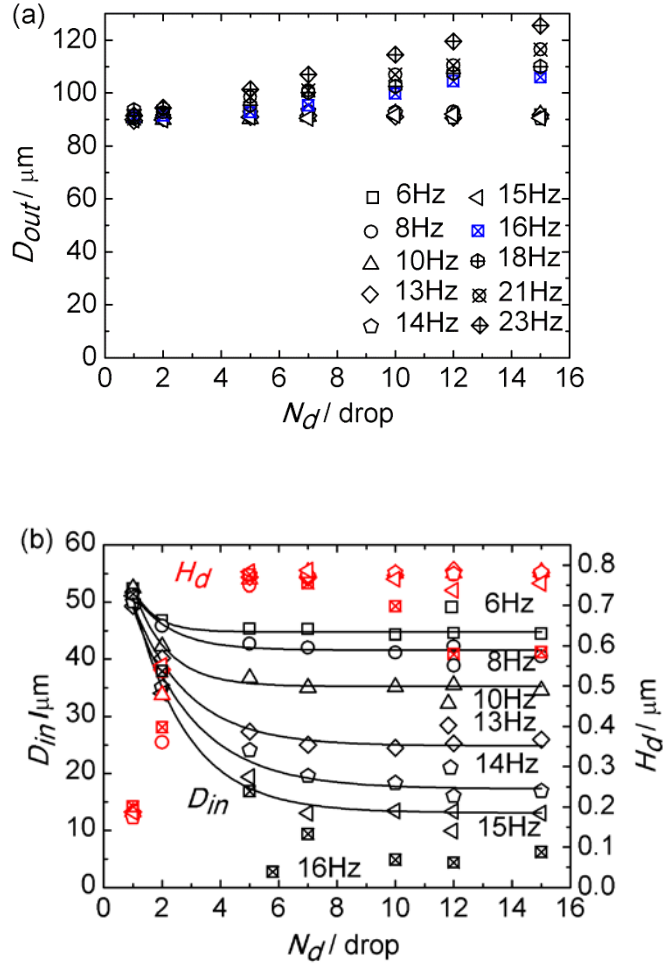 (a)
120
100
80
60
40
20
0
D_out / μm
6Hz 15Hz
8Hz 16Hz
10Hz 18Hz
13Hz 21Hz
14Hz 23Hz
0 2 4 6 8 10 12 14 16
N_d / drop
(b)
60
50
40
30
20
10
0
D_in / μm
H_d
D_in
6Hz
8Hz
10Hz
13Hz
14Hz
15Hz
16Hz
0.8
0.7
0.6
0.5
0.4
0.3
0.2
0.1
0.0
H_d / μm
0 2 4 6 8 10 12 14 16
N_d / drop